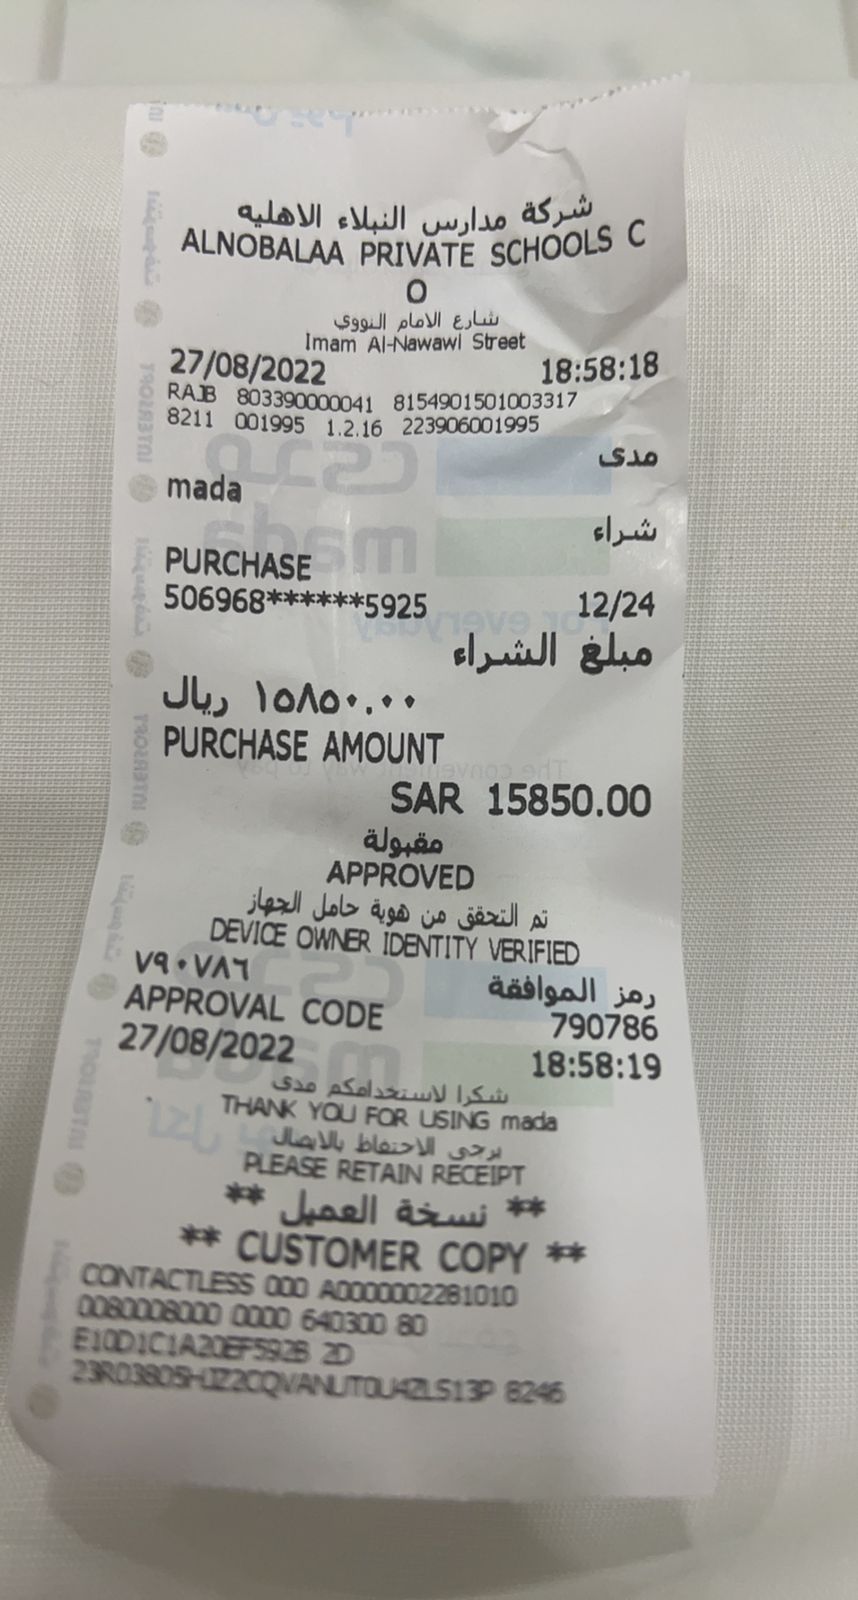 شركة مدارس النبلاء الاهليه
ALNOBALAA PRIVATE SCHOOLS C
O
شارع الامام النووي
Imam Al-Nawawi Street
27/08/2022 18:58:18
RAJB 803390000041 8154901501003317
8211 001995 1.2.16 223906001995
مدى
mada
شراء
PURCHASE
506968******5925 12/24
مبلغ الشراء
١٥٨٥٠.٠٠ ريال
PURCHASE AMOUNT
SAR 15850.00
مقبولة
APPROVED
تم التحقق من هوية حامل الجهاز
DEVICE OWNER IDENTITY VERIFIED
رمز الموافقة ٧٩٠٧٨٦
APPROVAL CODE 790786
27/08/2022 18:58:19
شكرا لاستخدامكم مدى
THANK YOU FOR USING mada
يرجى الاحتفاظ بالايصال
PLEASE RETAIN RECEIPT
** نسخة العميل **
** CUSTOMER COPY **
CONTACTLESS 000 A0000002281010
0080008000 0000 640300 80
E10D1C1A20EF592B 2D
8246